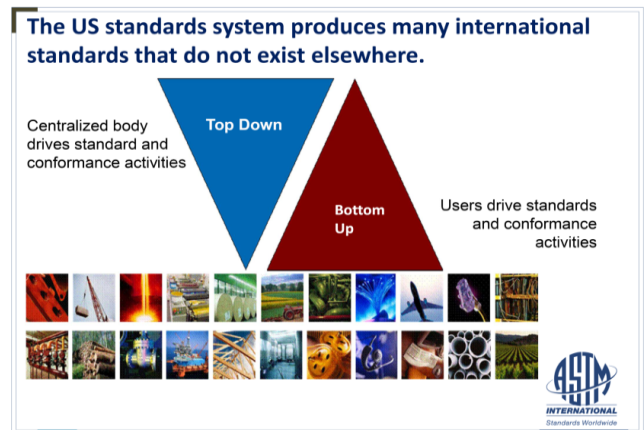 The US standards system produces many international
standards that do not exist elsewhere.
Centralized body
drives standard and
conformance activities
Top Down
Bottom
Up
Users drive standards
and conformance
activities
ASTM
INTERNATIONAL
Standards Worldwide